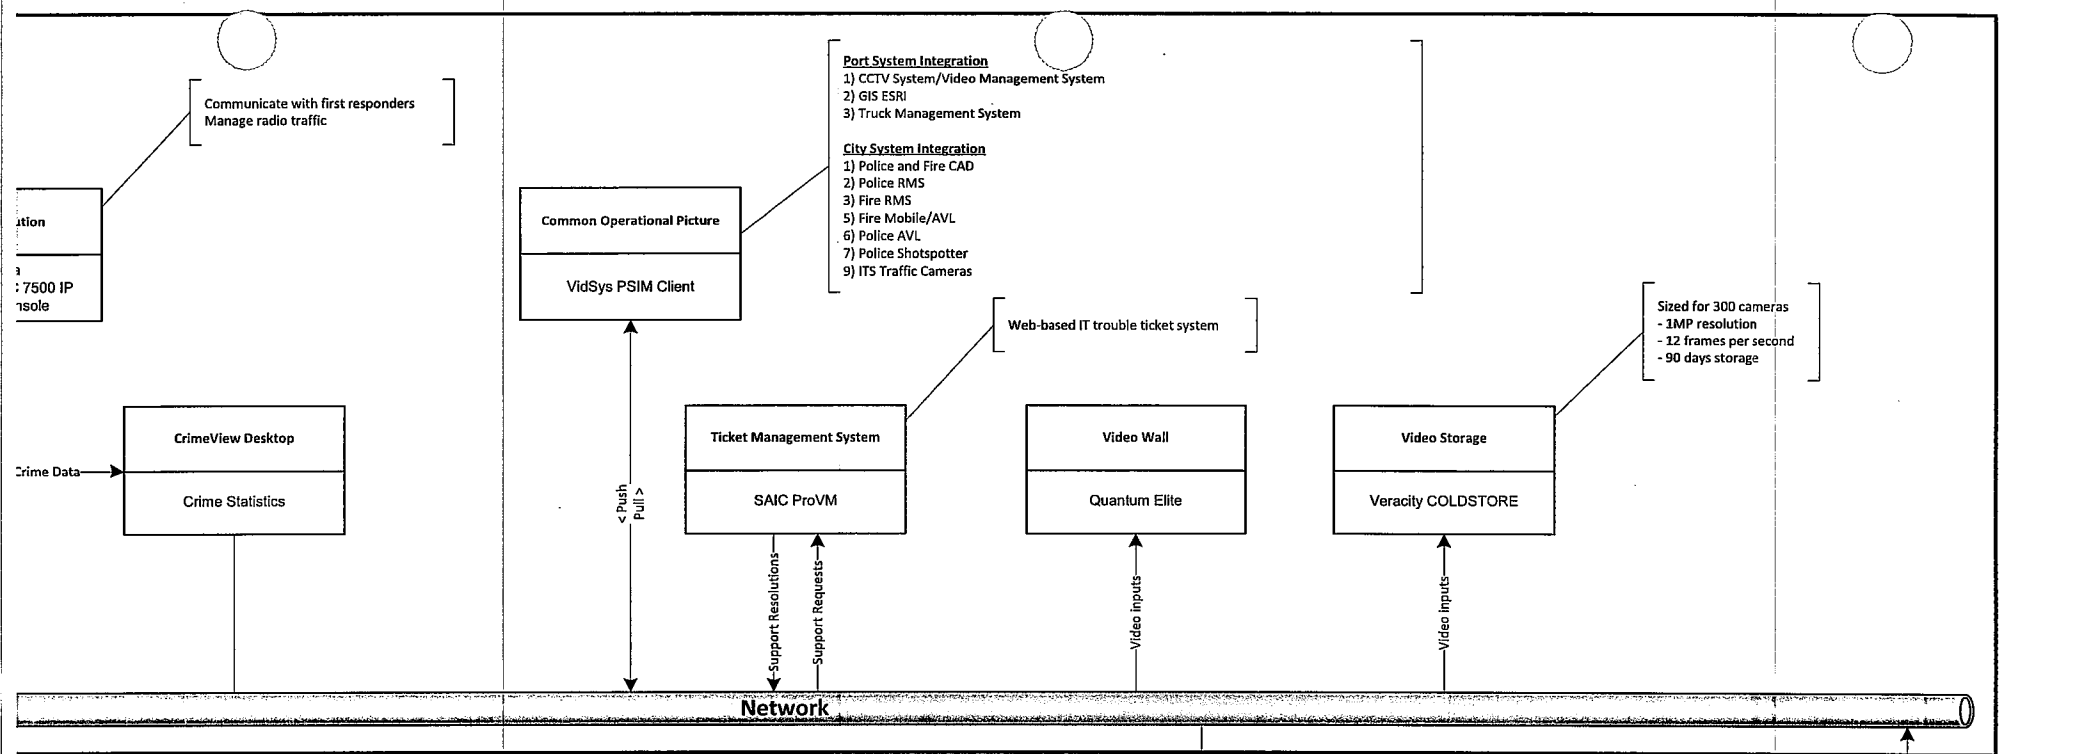 Communicate with first responders
Manage radio traffic
7500 IP
Port System Integration
1) CCTV System/Video Management System
2) GIS ESRI
3) Truck Management System
City System Integration
1) Police and Fire CAD
2) Police RMS
3) Fire RMS
5) Fire Mobile/AVL
6) Police AVL
7) Police Shotspotter
9) ITS Traffic Cameras
Common Operational Picture
VidSys PSIM Client
Web-based IT trouble ticket system
Sized for 300 cameras
- 1MP resolution
- 12 frames per second
- 90 days storage
Crime Data
CrimeView Desktop
Crime Statistics
< Push
Pull >
Ticket Management System
SAIC ProVM
Video Wall
Quantum Elite
Video Storage
Veracity COLDSTORE
Support Resolutions
Support Requests
Video inputs
Video inputs
Network